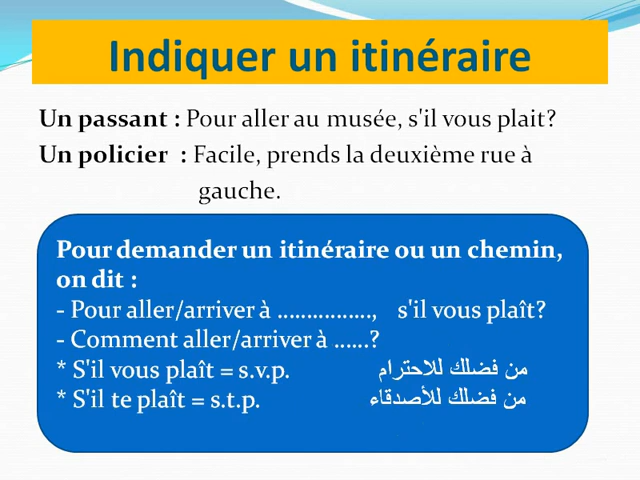 Indiquer un itinéraire
Un passant : Pour aller au musée, s'il vous plait?
Un policier : Facile, prends la deuxième rue à
gauche.
Pour demander un itinéraire ou un chemin,
on dit :
- Pour aller/arriver à ................, s'il vous plaît?
- Comment aller/arriver à ......?
* S'il vous plaît = s.v.p. من فضلك للاحترام
* S'il te plaît = s.t.p. من فضلك للأصدقاء